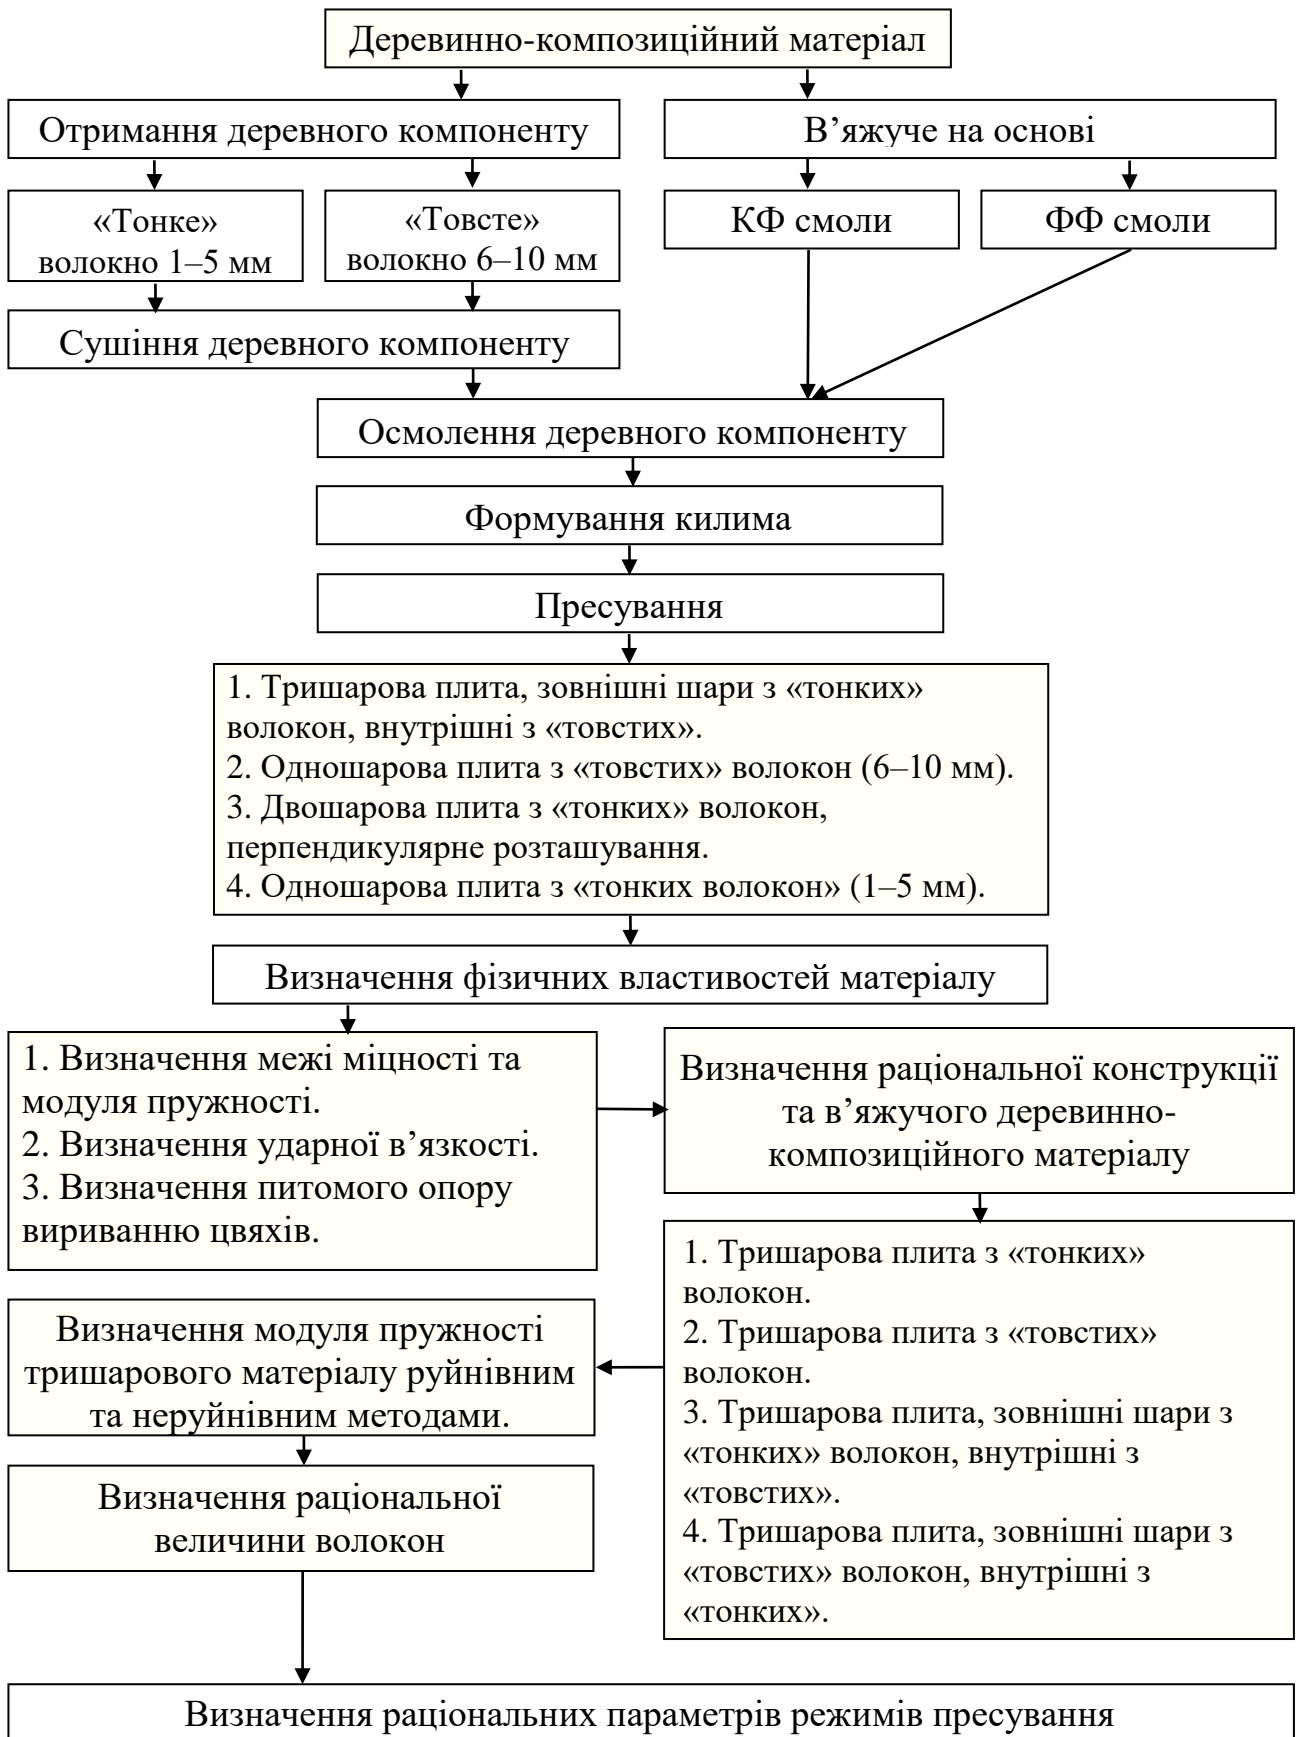 Деревинно-композиційний матеріал
Отримання деревного компоненту
В’яжуче на основі
«Тонке»
волокно 1–5 мм
«Товсте»
волокно 6–10 мм
КФ смоли
ФФ смоли
Сушіння деревного компоненту
Осмолення деревного компоненту
Формування килима
Пресування
1. Тришарова плита, зовнішні шари з «тонких»
волокон, внутрішні з «товстих».
2. Одношарова плита з «товстих» волокон (6–10 мм).
3. Двошарова плита з «тонких» волокон,
перпендикулярне розташування.
4. Одношарова плита з «тонких волокон» (1–5 мм).
Визначення фізичних властивостей матеріалу
1. Визначення межі міцності та
модуля пружності.
2. Визначення ударної в’язкості.
3. Визначення питомого опору
вириванню цвяхів.
Визначення раціональної конструкції
та в’яжучого деревинно-
композиційного матеріалу
1. Тришарова плита з «тонких»
волокон.
2. Тришарова плита з «товстих»
волокон.
3. Тришарова плита, зовнішні шари з
«тонких» волокон, внутрішні з
«товстих».
4. Тришарова плита, зовнішні шари з
«товстих» волокон, внутрішні з
«тонких».
Визначення модуля пружності
тришарового матеріалу руйнівним
та неруйнівним методами.
Визначення раціональної
величини волокон
Визначення раціональних параметрів режимів пресування